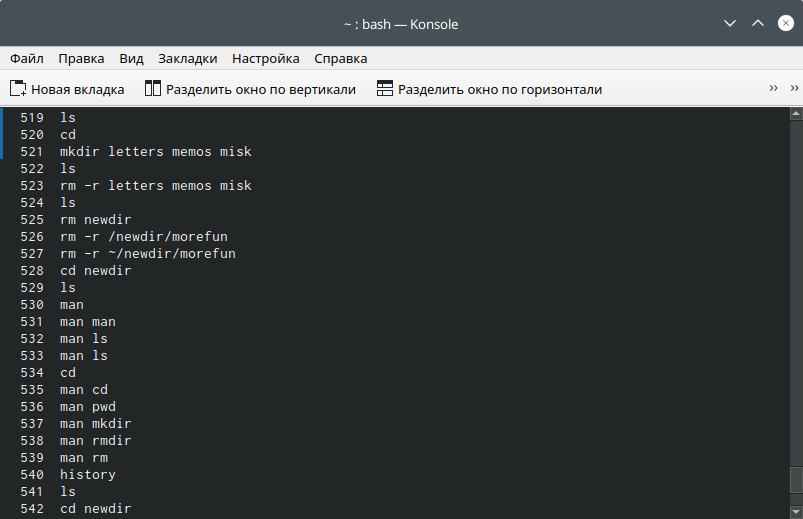 ~ : bash — Konsole
Файл Правка Вид Закладки Настройка Справка
Новая вкладка Разделить окно по вертикали Разделить окно по горизонтали
519 ls
520 cd
521 mkdir letters memos misk
522 ls
523 rm -r letters memos misk
524 ls
525 rm newdir
526 rm -r /newdir/morefun
527 rm -r ~/newdir/morefun
528 cd newdir
529 ls
530 man
531 man man
532 man ls
533 man ls
534 cd
535 man cd
536 man pwd
537 man mkdir
538 man rmdir
539 man rm
540 history
541 ls
542 cd newdir